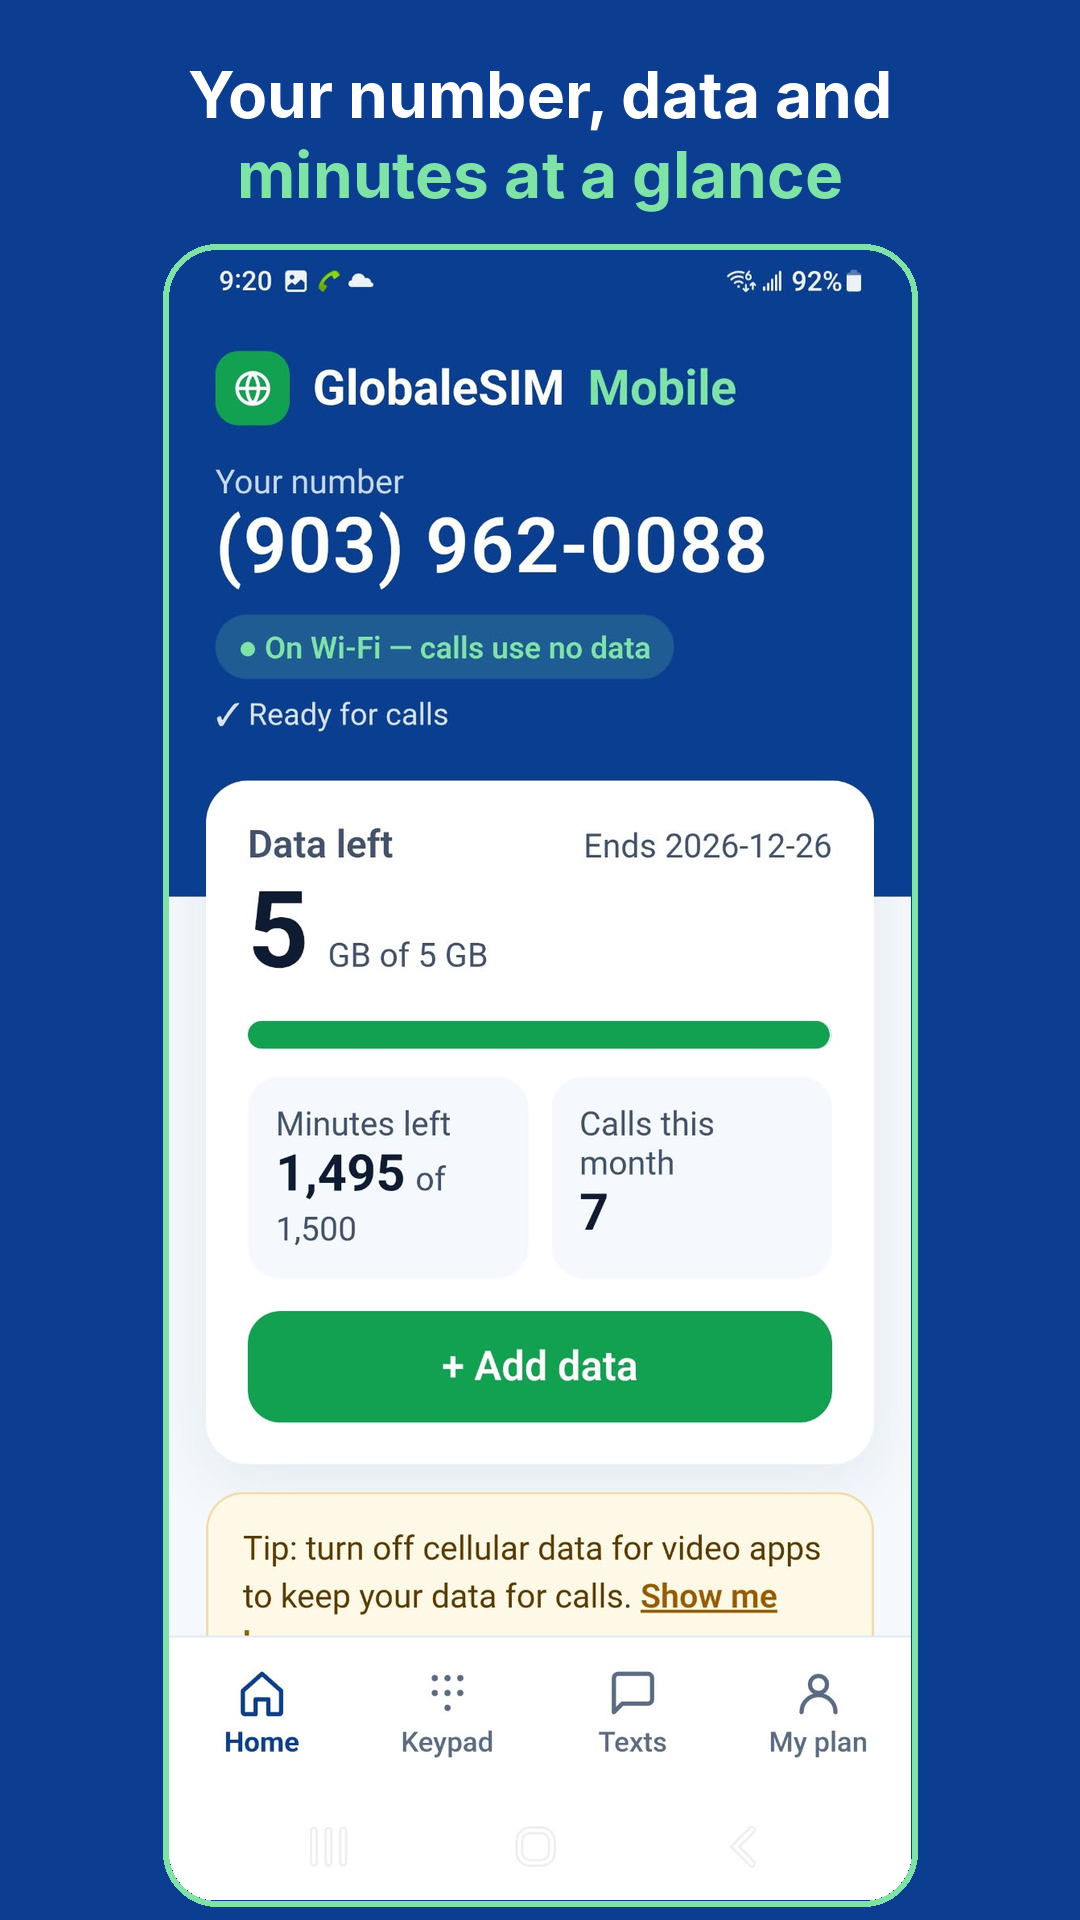 Your number, data and
minutes at a glance
9:20
92%
GlobaleSIM Mobile
Your number
(903) 962-0088
● On Wi-Fi — calls use no data
✓ Ready for calls
Data left
Ends 2026-12-26
5 GB of 5 GB
Minutes left
1,495 of
1,500
Calls this
month
7
+ Add data
Tip: turn off cellular data for video apps
to keep your data for calls. Show me
Home
Keypad
Texts
My plan